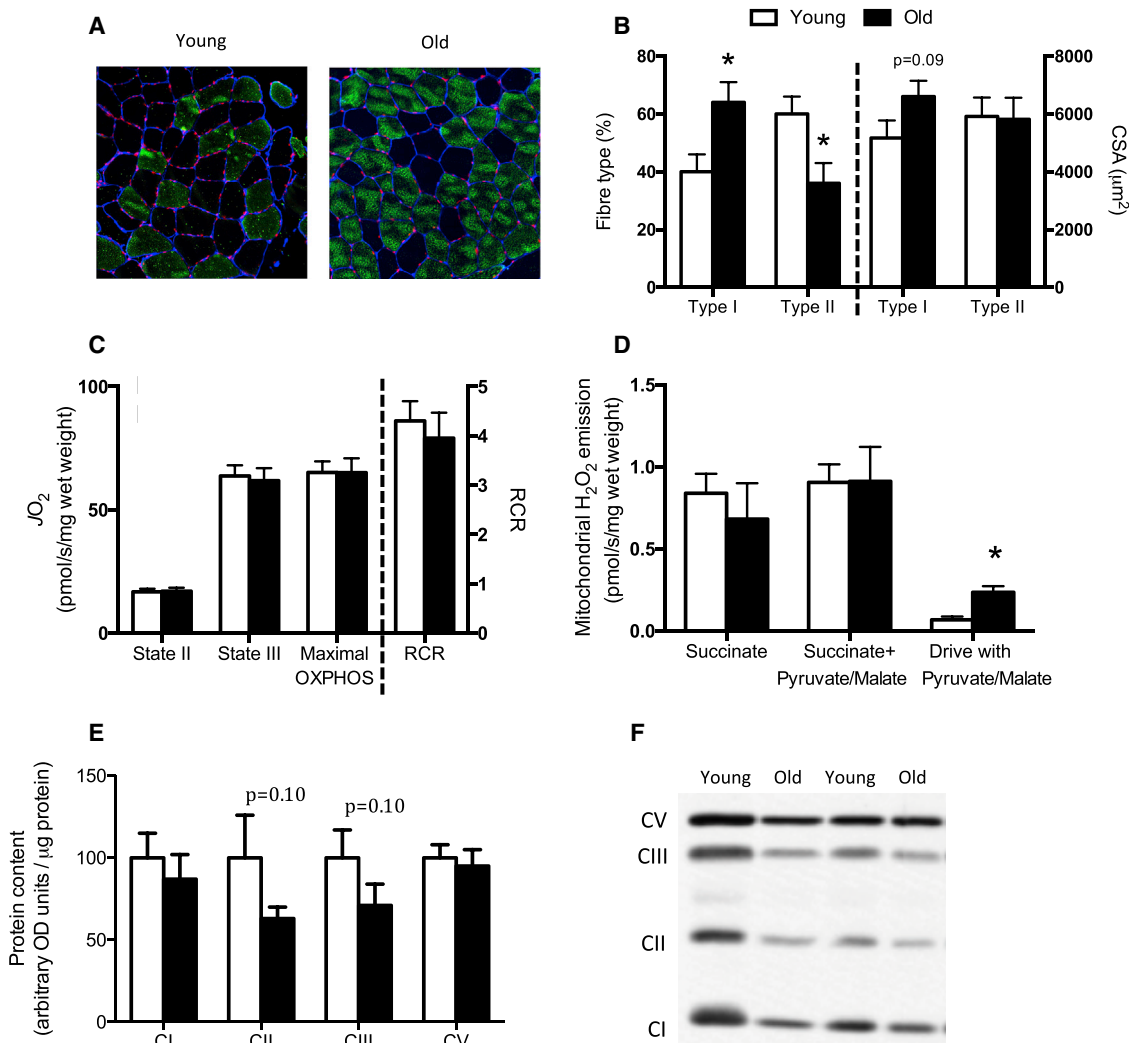 A
Young
Old
B
Young Old
Fibre type (%)
80
60
40
20
0
*
*
p=0.09
8000
6000
4000
2000
0
CSA (μm²)
Type I Type II Type I Type II
C
JO₂
(pmol/s/mg wet weight)
100
50
0
5
4
3
2
1
0
RCR
State II State III Maximal RCR
OXPHOS
D
Mitochondrial H₂O₂ emission
(pmol/s/mg wet weight)
1.5
1.0
0.5
0.0
*
Succinate Succinate+ Drive with
Pyruvate/Malate Pyruvate/Malate
E
Protein content
(arbitrary OD units / μg protein)
150
100
50
0
p=0.10
p=0.10
CI CII CIII CV
F
Young Old Young Old
CV
CIII
CII
CI